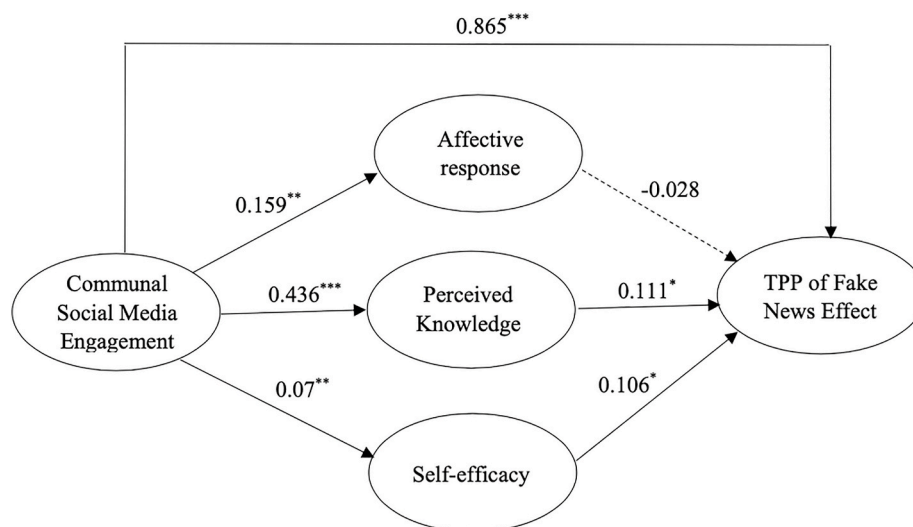 0.865***
Affective
response
0.159**
-0.028
Communal
Social Media
Engagement
0.436***
Perceived
Knowledge
0.111*
TPP of Fake
News Effect
0.07**
0.106*
Self-efficacy